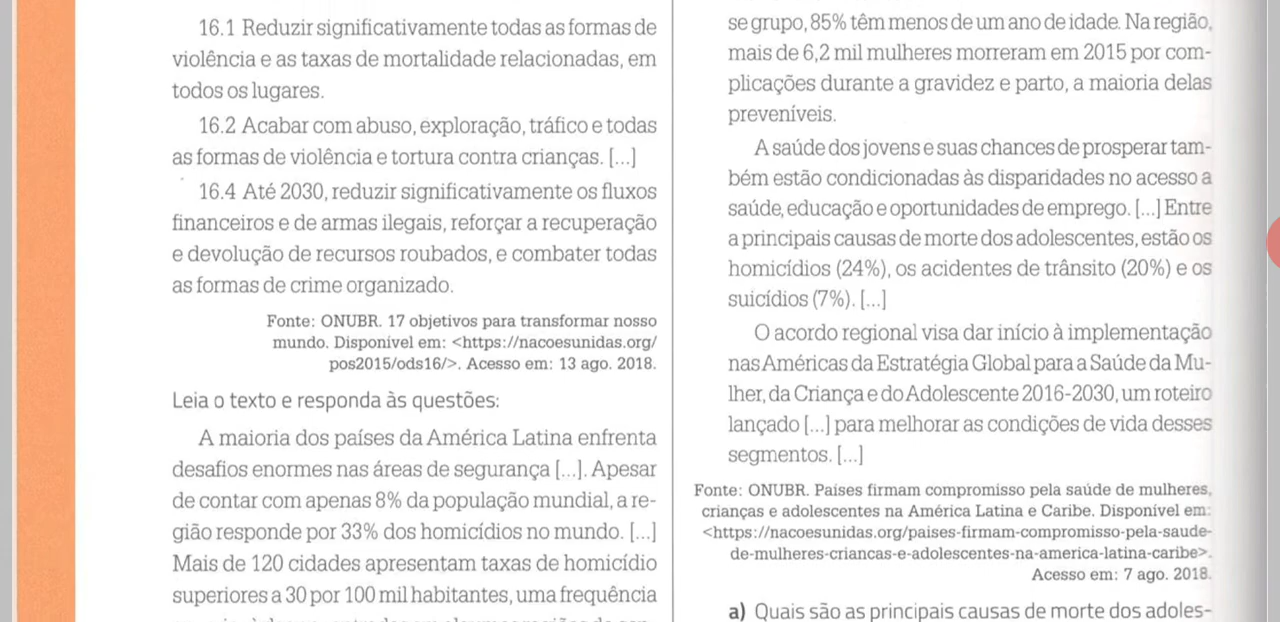 16.1 Reduzir significativamente todas as formas de
violência e as taxas de mortalidade relacionadas, em
todos os lugares.
16.2 Acabar com abuso, exploração, tráfico e todas
as formas de violência e tortura contra crianças. [...]
16.4 Até 2030, reduzir significativamente os fluxos
financeiros e de armas ilegais, reforçar a recuperação
e devolução de recursos roubados, e combater todas
as formas de crime organizado.
Fonte: ONUBR. 17 objetivos para transformar nosso
mundo. Disponível em: <https://nacoesunidas.org/
pos2015/ods16/>. Acesso em: 13 ago. 2018.
Leia o texto e responda às questões:
A maioria dos países da América Latina enfrenta
desafios enormes nas áreas de segurança [...]. Apesar
de contar com apenas 8% da população mundial, a re-
gião responde por 33% dos homicídios no mundo. [...]
Mais de 120 cidades apresentam taxas de homicídio
superiores a 30 por 100 mil habitantes, uma frequência
se grupo, 85% têm menos de um ano de idade. Na região,
mais de 6,2 mil mulheres morreram em 2015 por com-
plicações durante a gravidez e parto, a maioria delas
preveníveis.
A saúde dos jovens e suas chances de prosperar tam-
bém estão condicionadas às disparidades no acesso a
saúde, educação e oportunidades de emprego. [...] Entre
a principais causas de morte dos adolescentes, estão os
homicídios (24%), os acidentes de trânsito (20%) e os
suicídios (7%). [...]
O acordo regional visa dar início à implementação
nas Américas da Estratégia Global para a Saúde da Mu-
lher, da Criança e do Adolescente 2016-2030, um roteiro
lançado [...] para melhorar as condições de vida desses
segmentos. [...]
Fonte: ONUBR. Países firmam compromisso pela saúde de mulheres,
crianças e adolescentes na América Latina e Caribe. Disponível em:
<https://nacoesunidas.org/paises-firmam-compromisso-pela-saude-
de-mulheres-criancas-e-adolescentes-na-america-latina-caribe>.
Acesso em: 7 ago. 2018.
a) Quais são as principais causas de morte dos adoles-